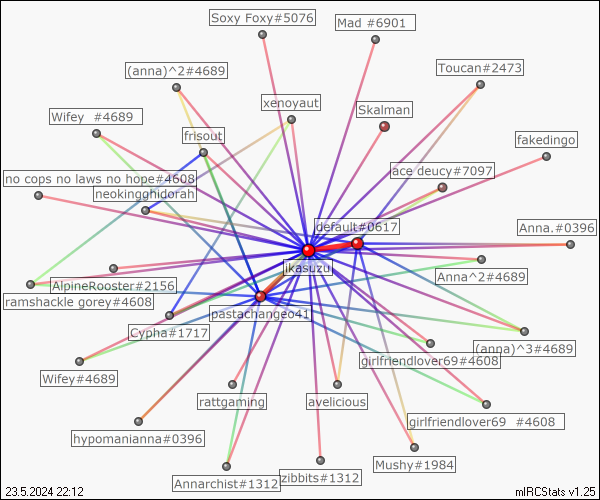 Soxy Foxy#5076
Mad #6901
(anna)^2#4689
Toucan#2473
xenoyaut
Skalman
Wifey  #4689
frisout
fakedingo
no cops no laws no hope#4608
ace deucy#7097
neokingghidorah
default#0617
Anna.#0396
ikasuzu
Anna^2#4689
AlpineRooster#2156
ramshackle gorey#4608
pastachangeo41
Cypha#1717
(anna)^3#4689
girlfriendlover69#4608
Wifey#4689
rattgaming
avelicious
girlfriendlover69  #4608
hypomanianna#0396
Mushy#1984
zibbits#1312
Annarchist#1312
23.5.2024 22:12
mIRCStats v1.25